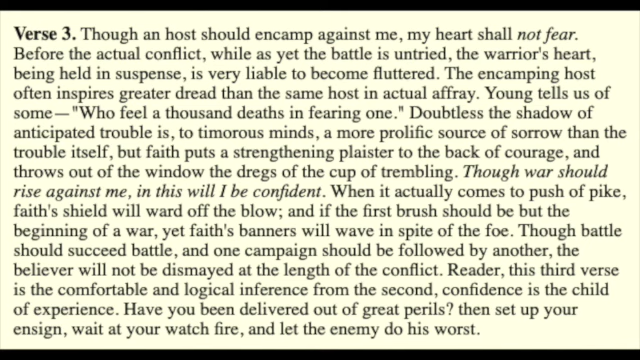 Verse 3. Though an host should encamp against me, my heart shall not fear.
Before the actual conflict, while as yet the battle is untried, the warrior's heart,
being held in suspense, is very liable to become fluttered. The encamping host
often inspires greater dread than the same host in actual affray. Young tells us of
some—"Who feel a thousand deaths in fearing one." Doubtless the shadow of
anticipated trouble is, to timorous minds, a more prolific source of sorrow than the
trouble itself, but faith puts a strengthening plaister to the back of courage, and
throws out of the window the dregs of the cup of trembling. Though war should
rise against me, in this will I be confident. When it actually comes to push of pike,
faith's shield will ward off the blow; and if the first brush should be but the
beginning of a war, yet faith's banners will wave in spite of the foe. Though battle
should succeed battle, and one campaign should be followed by another, the
believer will not be dismayed at the length of the conflict. Reader, this third verse
is the comfortable and logical inference from the second, confidence is the child
of experience. Have you been delivered out of great perils? then set up your
ensign, wait at your watch fire, and let the enemy do his worst.